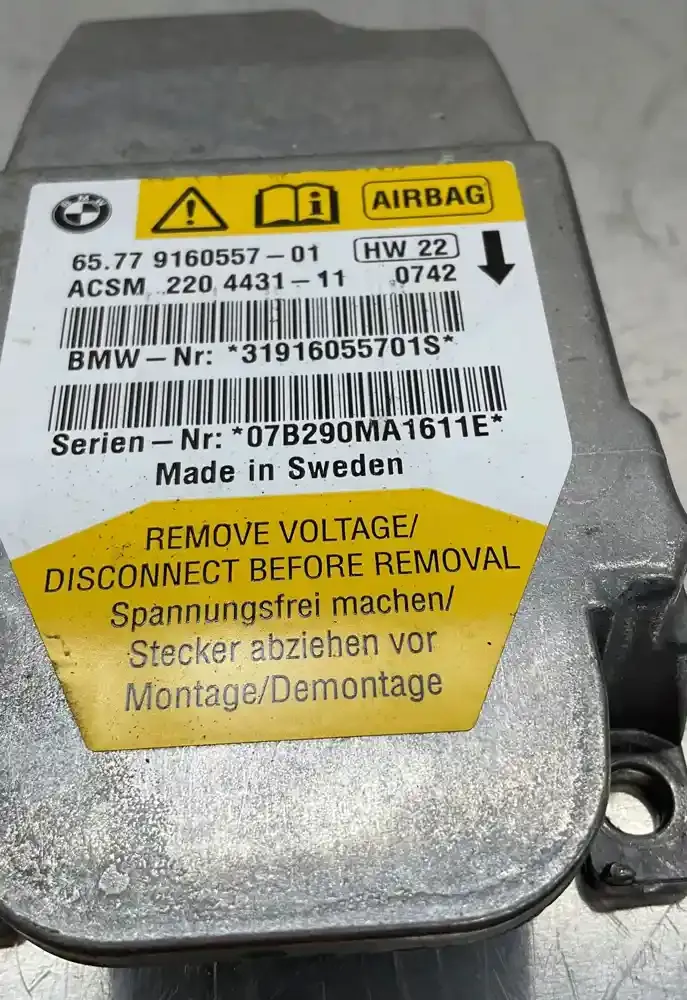 BMW
AIRBAG
65.77 9160557-01 HW 22
ACSM 220 4431-11 0742
BMW-Nr: *31916055701S*
Serien-Nr: *07B290MA1611E*
Made in Sweden
REMOVE VOLTAGE/
DISCONNECT BEFORE REMOVAL
Spannungsfrei machen/
Stecker abziehen vor
Montage/Demontage